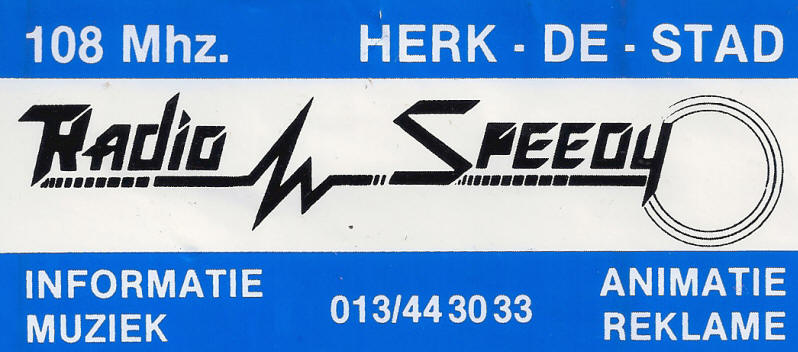 108 Mhz. HERK - DE - STAD
Radio Speedy
INFORMATIE
MUZIEK
013/44 30 33
ANIMATIE
REKLAME